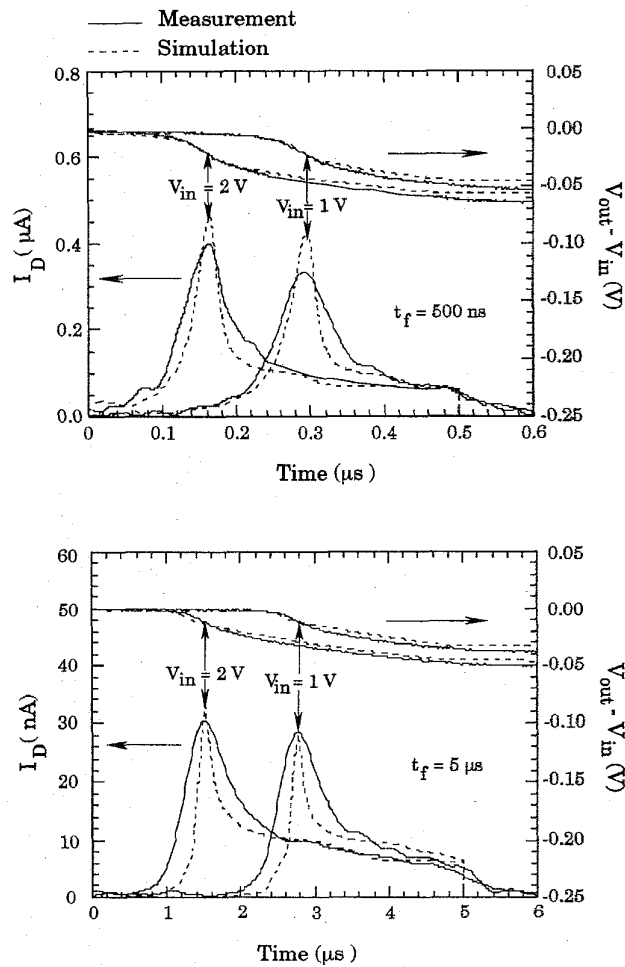 Measurement
Simulation
0.8
0.6
0.4
0.2
0.0
I_D (μA)
0.05
-0.00
-0.05
-0.10
-0.15
-0.20
-0.25
V_out - V_in (V)
V_in = 2 V
V_in = 1 V
t_f = 500 ns
0
0.1
0.2
0.3
0.4
0.5
0.6
Time (μs)
60
50
40
30
20
10
0
I_D (nA)
0.05
-0.00
-0.05
-0.10
-0.15
-0.20
-0.25
V_out - V_in (V)
V_in = 2 V
V_in = 1 V
t_f = 5 μs
0
1
2
3
4
5
6
Time (μs)